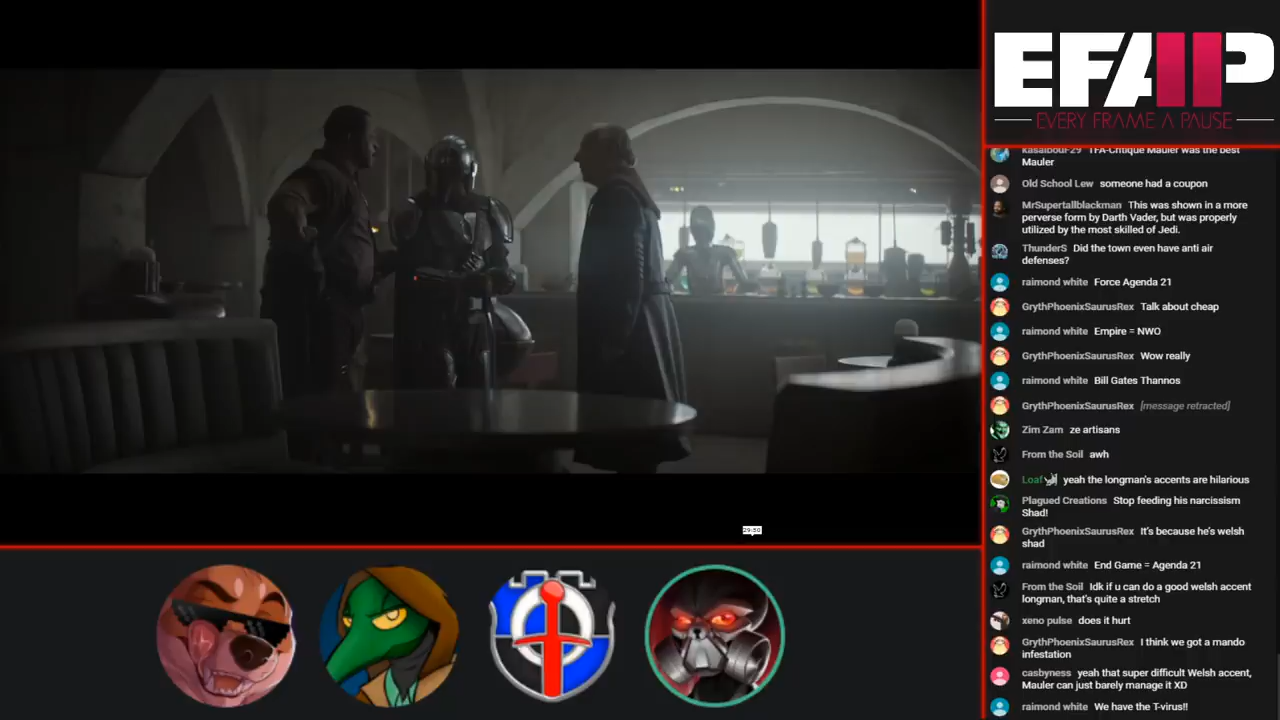 EFAP
EVERY FRAME A PAUSE
kasalbour29 TFA-Critique Mauler was the best
Mauler
Old School Lew someone had a coupon
MrSupertallblackman This was shown in a more
perverse form by Darth Vader, but was properly
utilized by the most skilled of Jedi.
ThunderS Did the town even have anti air
defenses?
raimond white Force Agenda 21
GrythPhoenixSaurusRex Talk about cheap
raimond white Empire = NWO
GrythPhoenixSaurusRex Wow really
raimond white Bill Gates Thannos
GrythPhoenixSaurusRex [message retracted]
Zim Zam ze artisans
From the Soil awh
Loaf yeah the longman's accents are hilarious
Plagued Creations Stop feeding his narcissism
Shad!
GrythPhoenixSaurusRex It's because he's welsh
shad
raimond white End Game = Agenda 21
From the Soil Idk if u can do a good welsh accent
longman, that's quite a stretch
xeno pulse does it hurt
GrythPhoenixSaurusRex I think we got a mando
infestation
casbyness yeah that super difficult Welsh accent,
Mauler can just barely manage it XD
raimond white We have the T-virus!!
29:50